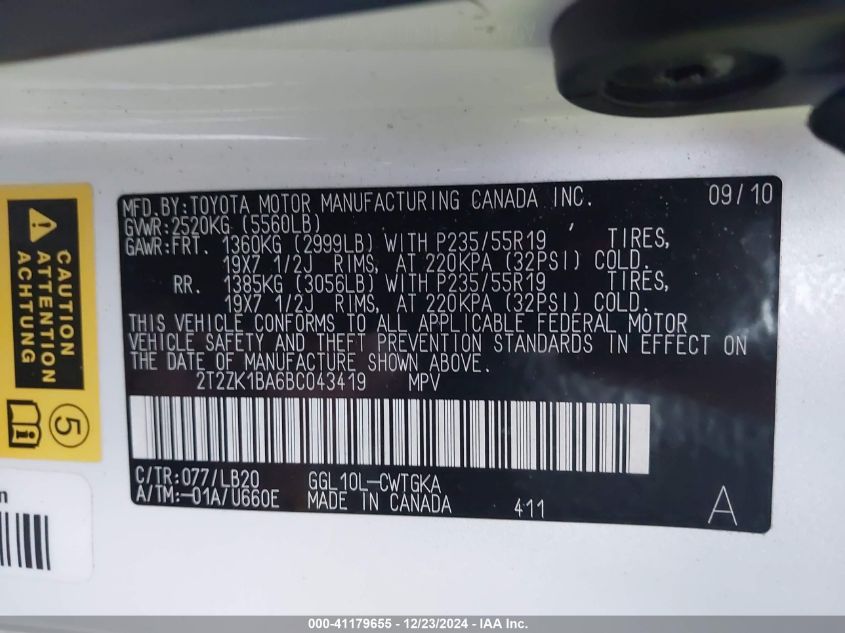 MFD.BY:TOYOTA MOTOR MANUFACTURING CANADA INC. 09/10
GVWR:2520KG (5560LB)
GAWR:FRT. 1360KG (2999LB) WITH P235/55R19 TIRES,
19X7 1/2J RIMS, AT 220KPA (32PSI) COLD.
RR. 1385KG (3056LB) WITH P235/55R19 TIRES,
19X7 1/2J RIMS, AT 220KPA (32PSI) COLD.
THIS VEHICLE CONFORMS TO ALL APPLICABLE FEDERAL MOTOR
VEHICLE SAFETY AND THEFT PREVENTION STANDARDS IN EFFECT ON
THE DATE OF MANUFACTURE SHOWN ABOVE.
2T2ZK1BA6BC043419 MPV
C/TR:077/LB20 GGL10L-CWTGKA
A/TM:-01A/U660E MADE IN CANADA 411 A
CAUTION
ATTENTION
ACHTUNG
5
000-41179655 - 12/23/2024 - IAA Inc.